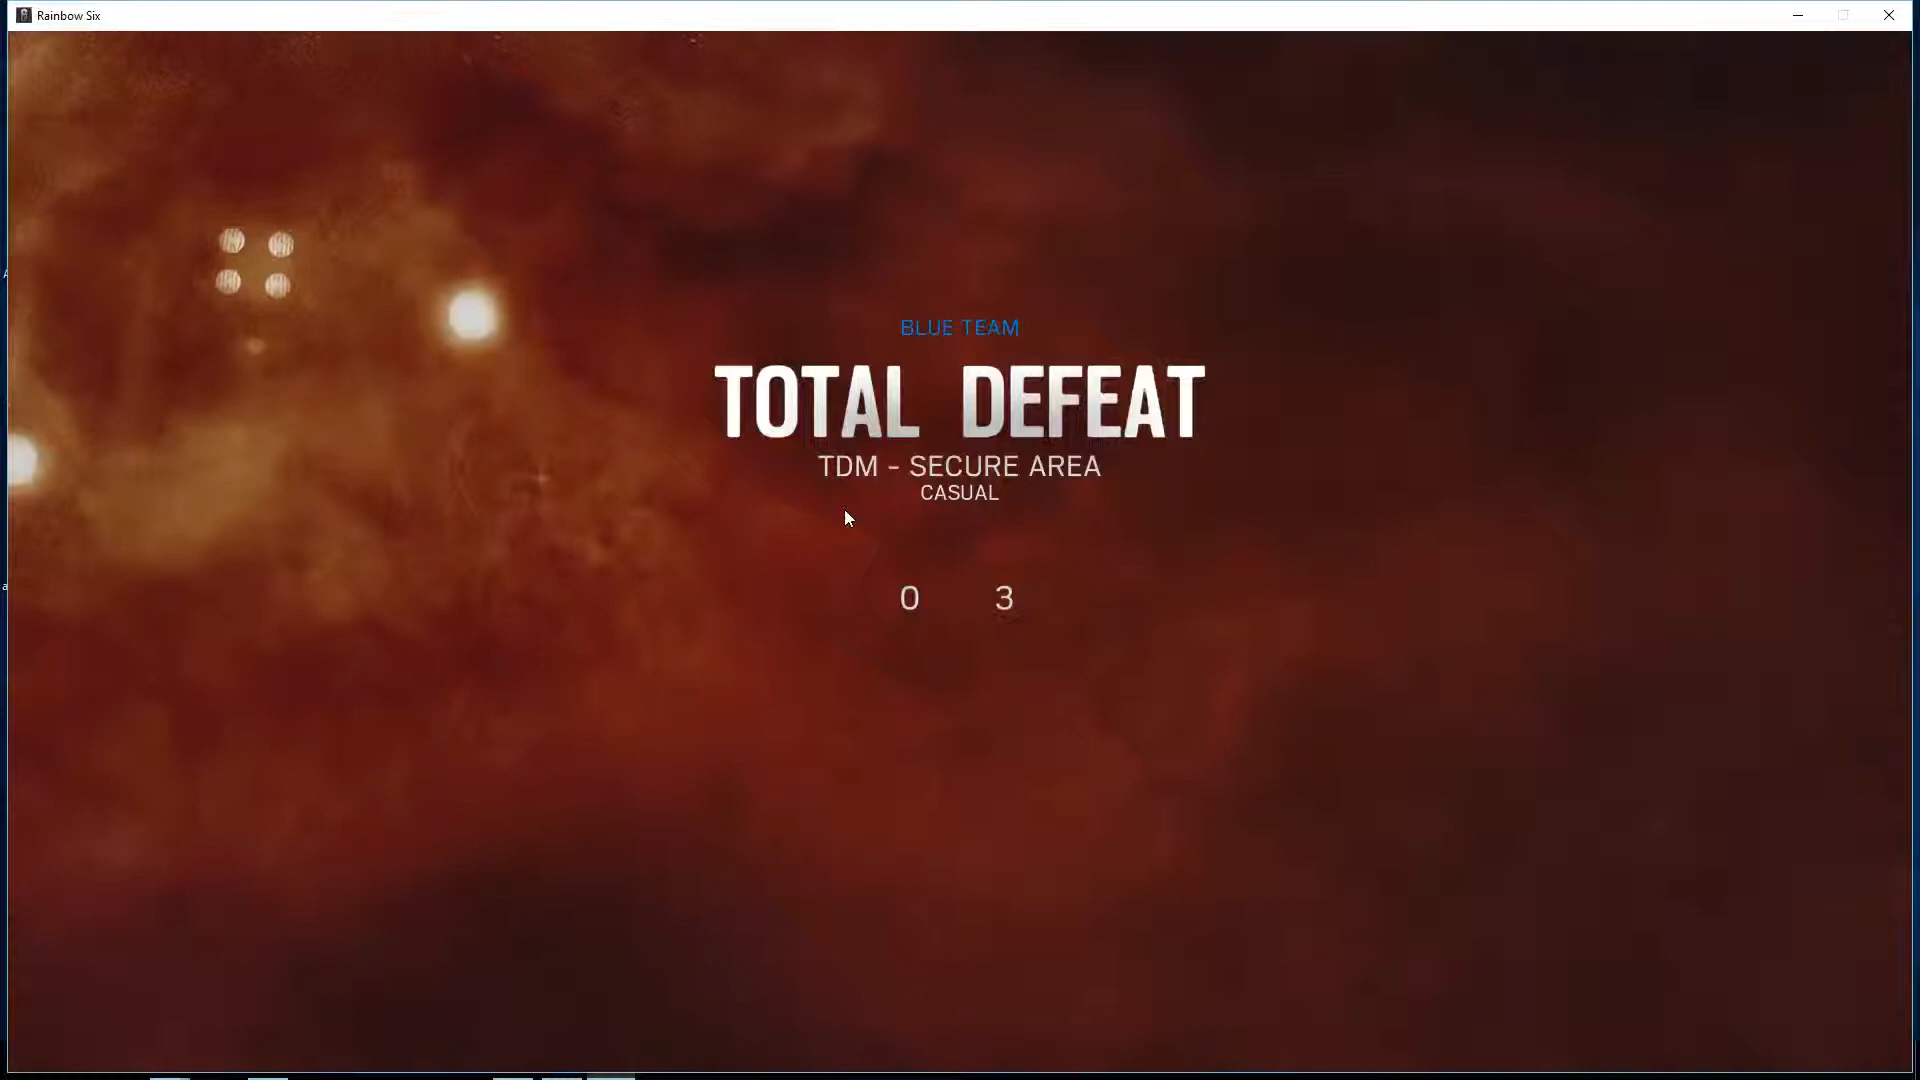 Rainbow Six
BLUE TEAM
TOTAL DEFEAT
TDM - SECURE AREA
CASUAL
0 3